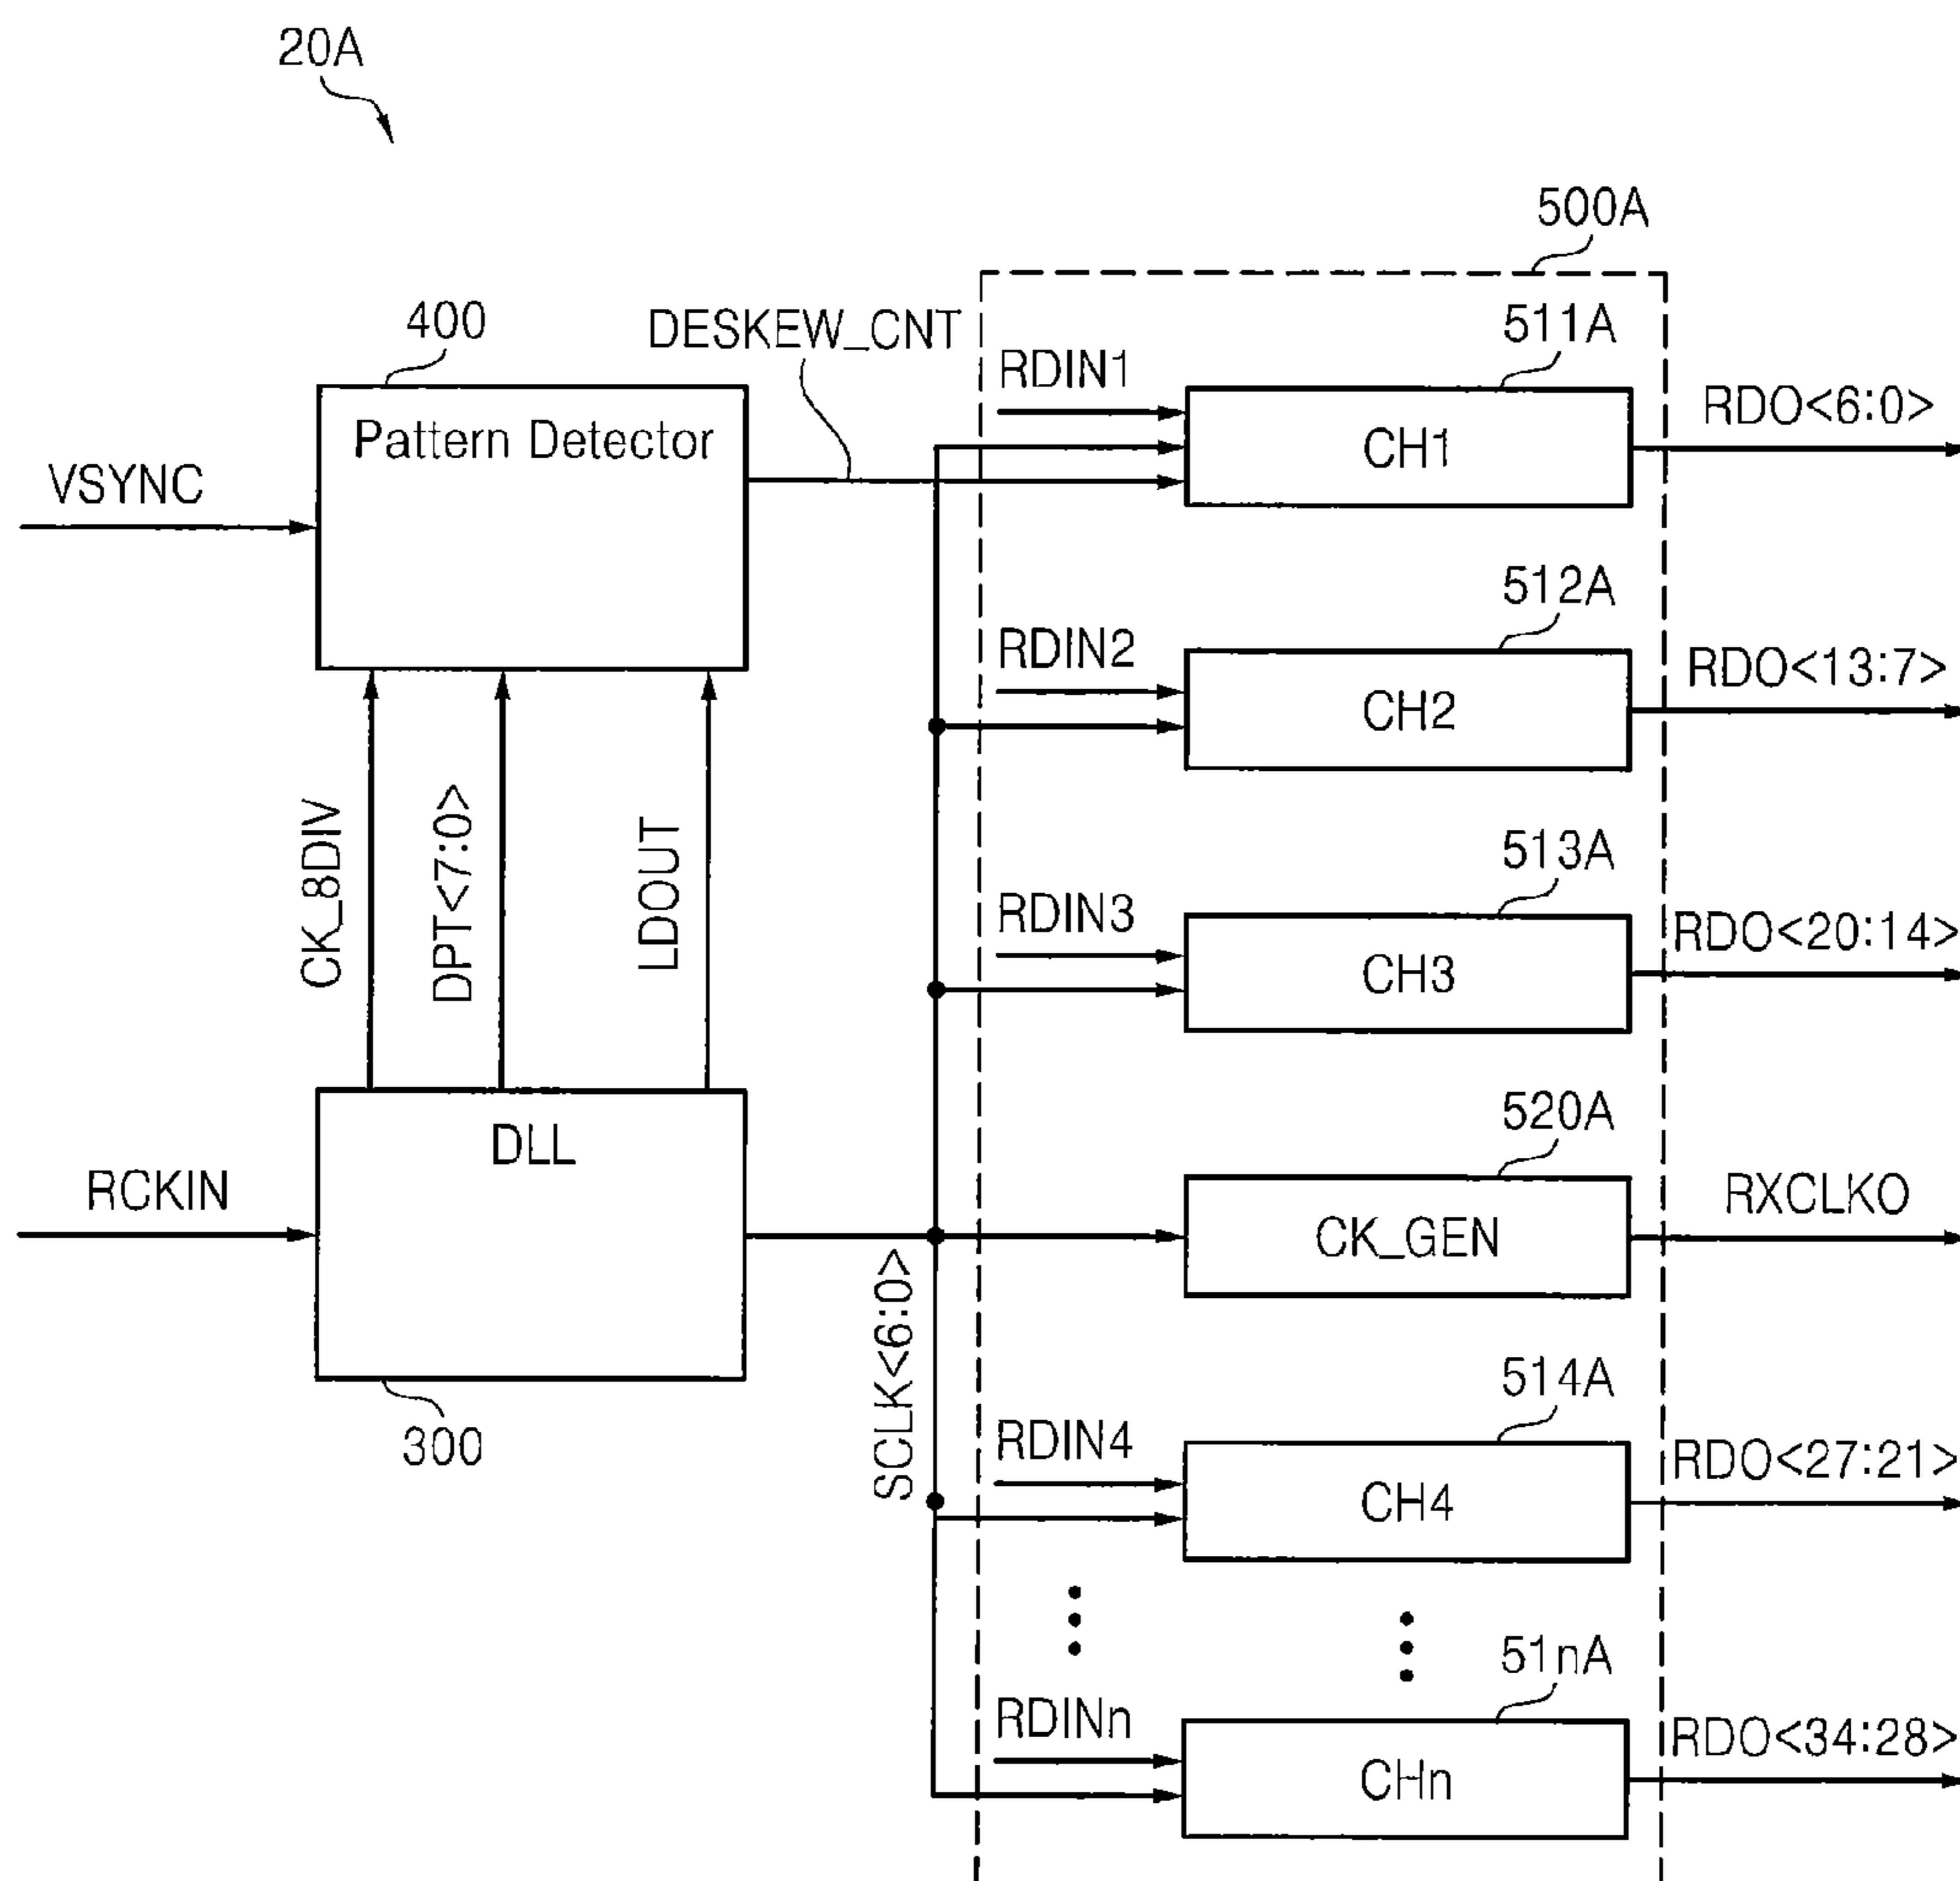 20A
500A
400
DESKEW_CNT
RDIN1
511A
Pattern Detector
CH1
RDO<6:0>
VSYNC
512A
RDIN2
CH2
RDO<13:7>
CK_8DIV
DPT<7:0>
LDOUT
513A
RDIN3
CH3
RDO<20:14>
DLL
520A
RCKIN
CK_GEN
RXCLKO
SCLK<6:0>
300
514A
RDIN4
CH4
RDO<27:21>
51nA
RDINn
CHn
RDO<34:28>